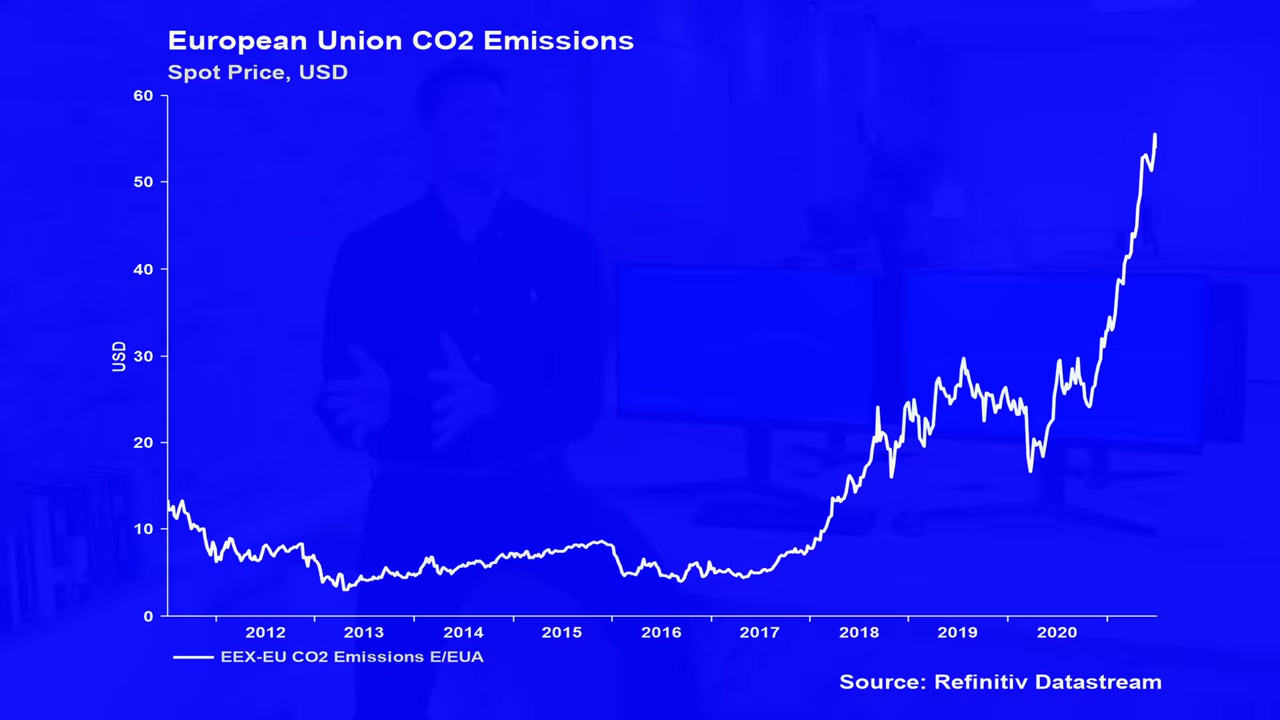 European Union CO2 Emissions
Spot Price, USD
60
50
40
30
20
10
0
USD
2012 2013 2014 2015 2016 2017 2018 2019 2020
EEX-EU CO2 Emissions E/EUA
Source: Refinitiv Datastream